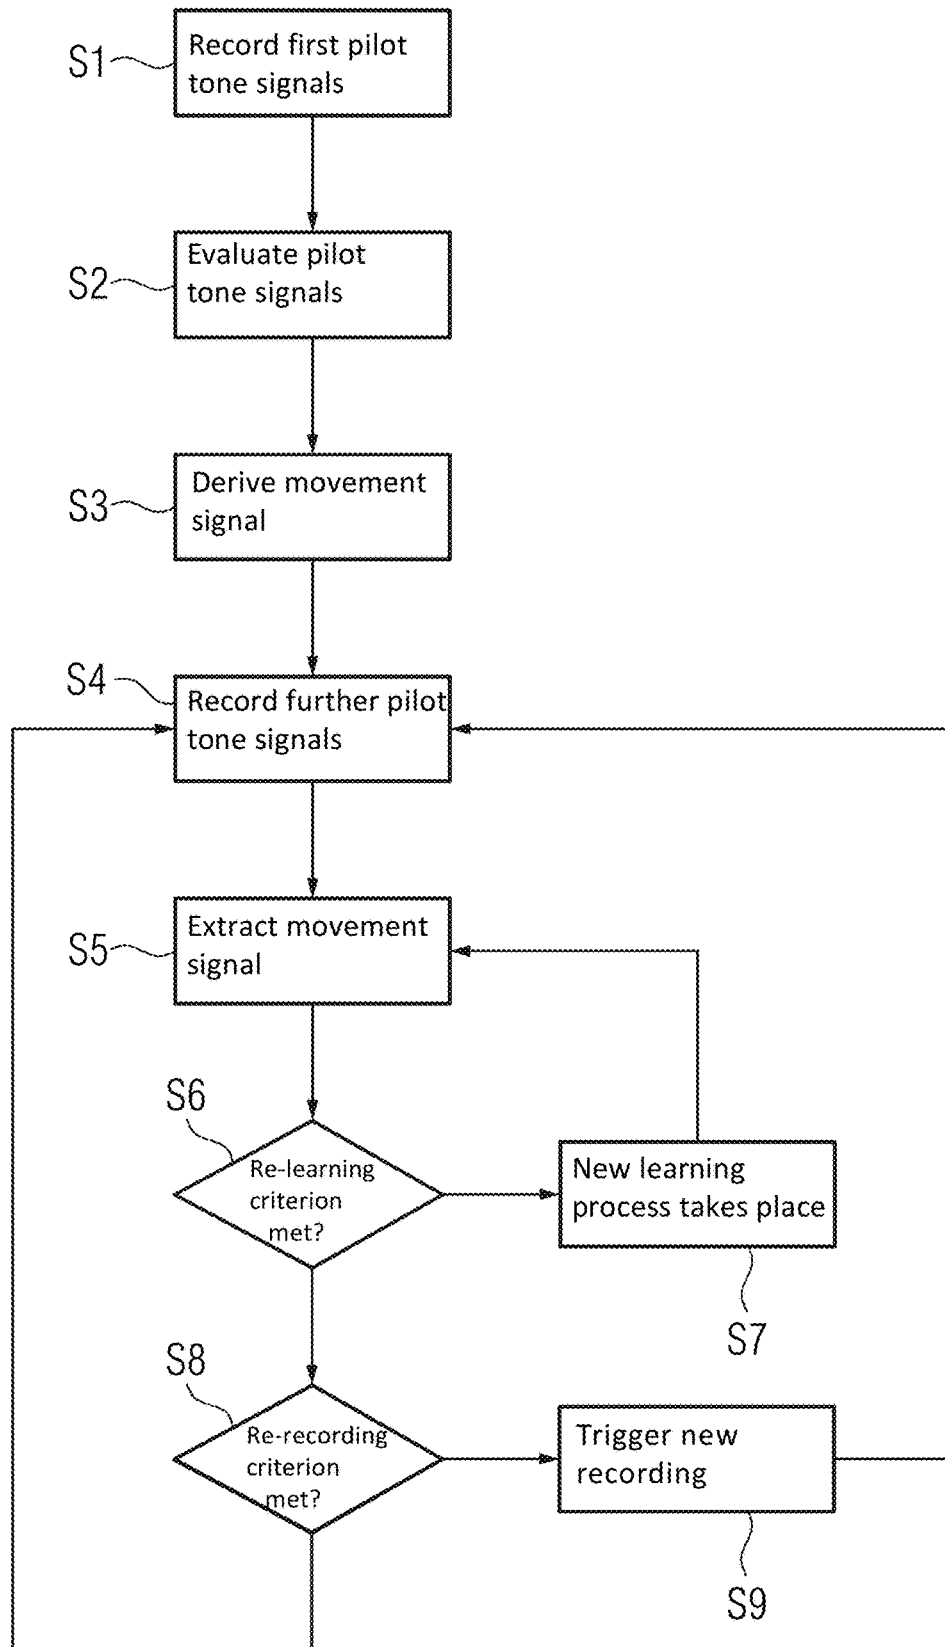 S1
Record first pilot
tone signals
S2
Evaluate pilot
tone signals
S3
Derive movement
signal
S4
Record further pilot
tone signals
S5
Extract movement
signal
S6
Re-learning
criterion
met?
New learning
process takes place
S7
S8
Re-recording
criterion
met?
Trigger new
recording
S9